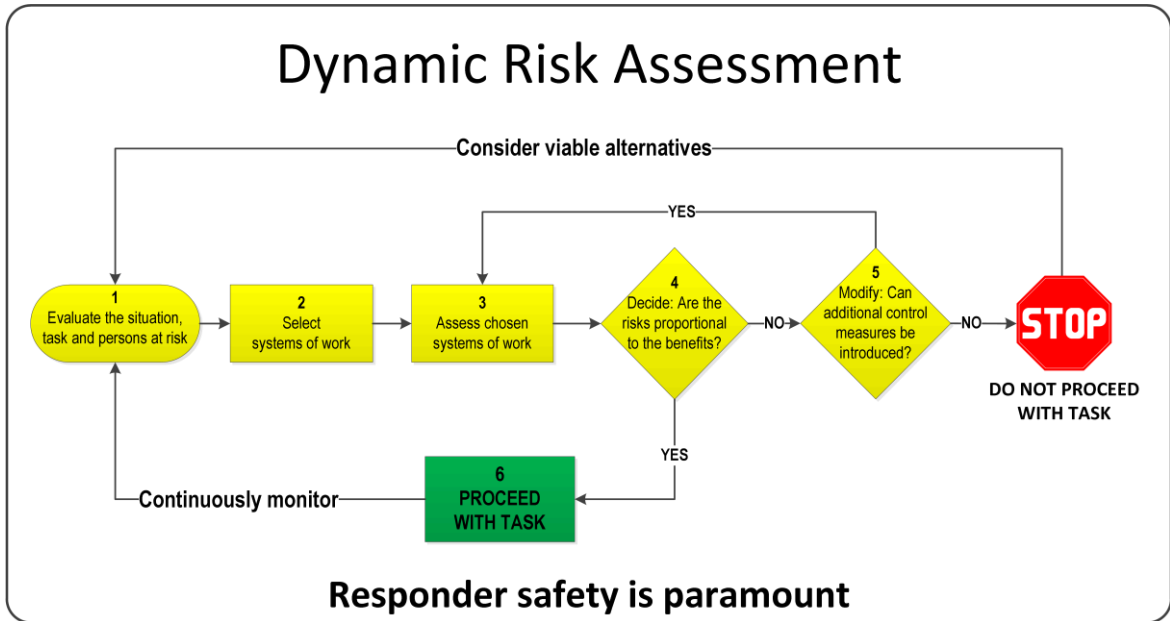 Dynamic Risk Assessment
Consider viable alternatives
YES
1
Evaluate the situation,
task and persons at risk
2
Select
systems of work
3
Assess chosen
systems of work
4
Decide: Are the
risks proportional
to the benefits?
NO
5
Modify: Can
additional control
measures be
introduced?
NO
STOP
DO NOT PROCEED
WITH TASK
YES
6
PROCEED
WITH TASK
Continuously monitor
Responder safety is paramount